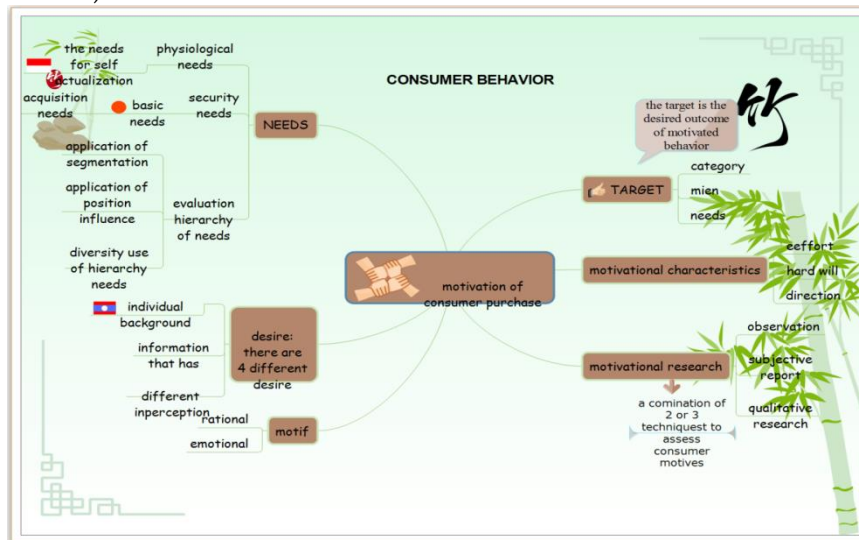 CONSUMER BEHAVIOR
the needs
for self
actualization
physiological
needs
acquisition
needs
basic
needs
security
needs
NEEDS
application of
segmentation
application of
position
influence
diversity use
of hierarchy
needs
evaluation
hierarchy
of needs
individual
background
information
that has
different
inperception
desire:
there are
4 different
desire
rational
emotional
motif
motivation of
consumer purchase
the target is the
desired outcome
of motivated
behavior
竹
TARGET
category
mien
needs
motivational characteristics
eeffort
hard will
direction
motivational research
observation
subjective
report
qualitative
research
a comination of
2 or 3
techniquest to
assess
consumer
motives